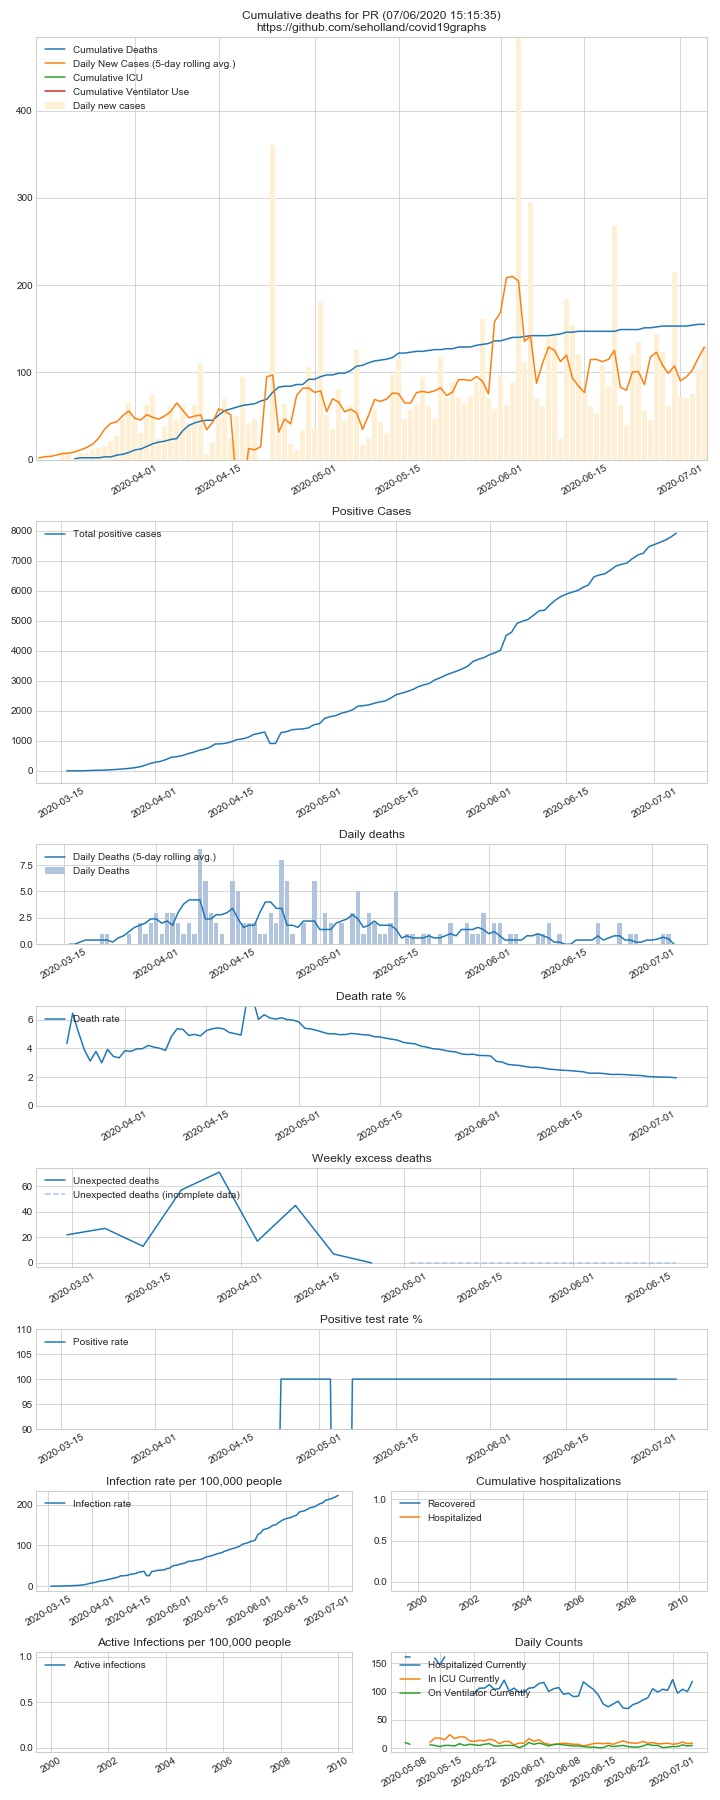 Cumulative deaths for PR (07/06/2020 15:15:35)
https://github.com/seholland/covid19graphs
Cumulative Deaths
Daily New Cases (5-day rolling avg.)
Cumulative ICU
Cumulative Ventilator Use
Daily new cases
400
300
200
100
0
2020-04-01 2020-04-15 2020-05-01 2020-05-15 2020-06-01 2020-06-15 2020-07-01
Positive Cases
Total positive cases
8000
7000
6000
5000
4000
3000
2000
1000
0
2020-03-15 2020-04-01 2020-04-15 2020-05-01 2020-05-15 2020-06-01 2020-06-15 2020-07-01
Daily deaths
Daily Deaths (5-day rolling avg.)
Daily Deaths
7.5
5.0
2.5
0.0
2020-03-15 2020-04-01 2020-04-15 2020-05-01 2020-05-15 2020-06-01 2020-06-15 2020-07-01
Death rate %
Death rate
6
4
2
0
2020-04-01 2020-04-15 2020-05-01 2020-05-15 2020-06-01 2020-06-15 2020-07-01
Weekly excess deaths
Unexpected deaths
Unexpected deaths (incomplete data)
60
40
20
0
2020-03-01 2020-03-15 2020-04-01 2020-04-15 2020-05-01 2020-05-15 2020-06-01 2020-06-15
Positive test rate %
Positive rate
110
105
100
95
90
2020-03-15 2020-04-01 2020-04-15 2020-05-01 2020-05-15 2020-06-01 2020-06-15 2020-07-01
Infection rate per 100,000 people
Infection rate
200
100
0
2020-03-15 2020-04-01 2020-04-15 2020-05-01 2020-05-15 2020-06-01 2020-06-15 2020-07-01
Cumulative hospitalizations
Recovered
Hospitalized
1.0
0.5
0.0
2000 2002 2004 2006 2008 2010
Active Infections per 100,000 people
Active infections
1.0
0.5
0.0
2000 2002 2004 2006 2008 2010
Daily Counts
Hospitalized Currently
In ICU Currently
On Ventilator Currently
150
100
50
0
2020-05-08 2020-05-15 2020-05-22 2020-06-01 2020-06-08 2020-06-15 2020-06-22 2020-07-01